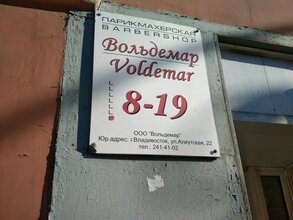 ПАРИКМАХЕРСКАЯ
BARBERSHOP
Вольдемар
Voldemar
8-19
ООО "Вольдемар"
Юр.адрес: г.Владивосток, ул.Алеутская, 22
тел.: 241-41-02